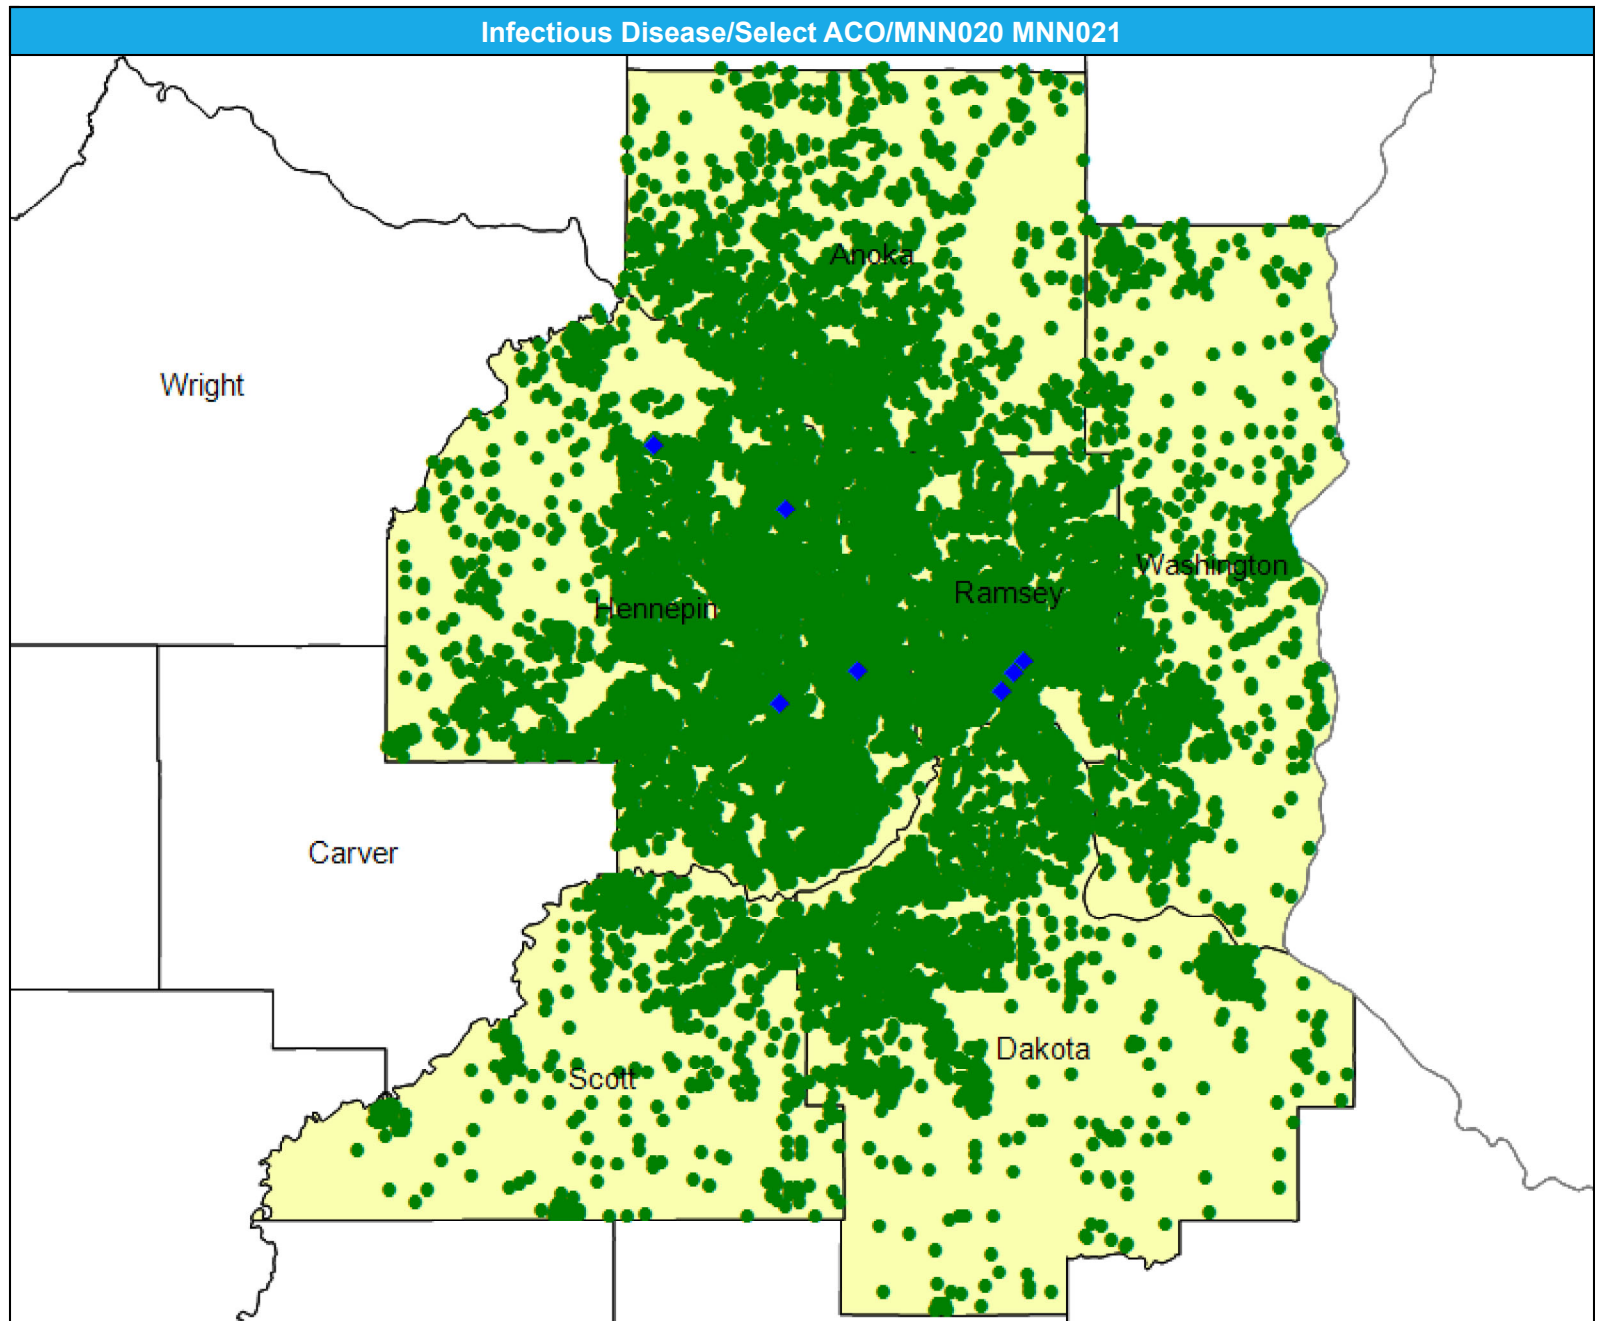 Infectious Disease/Select ACO/MNN020 MNN021
Anoka
Wright
Washington
Ramsey
Hennepin
Carver
Dakota
Scott